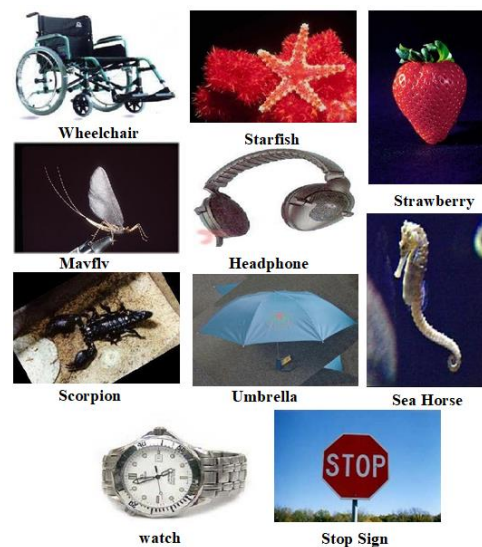 Wheelchair
Starfish
Strawberry
Mayfly
Headphone
Scorpion
Umbrella
Sea Horse
STOP
watch
Stop Sign